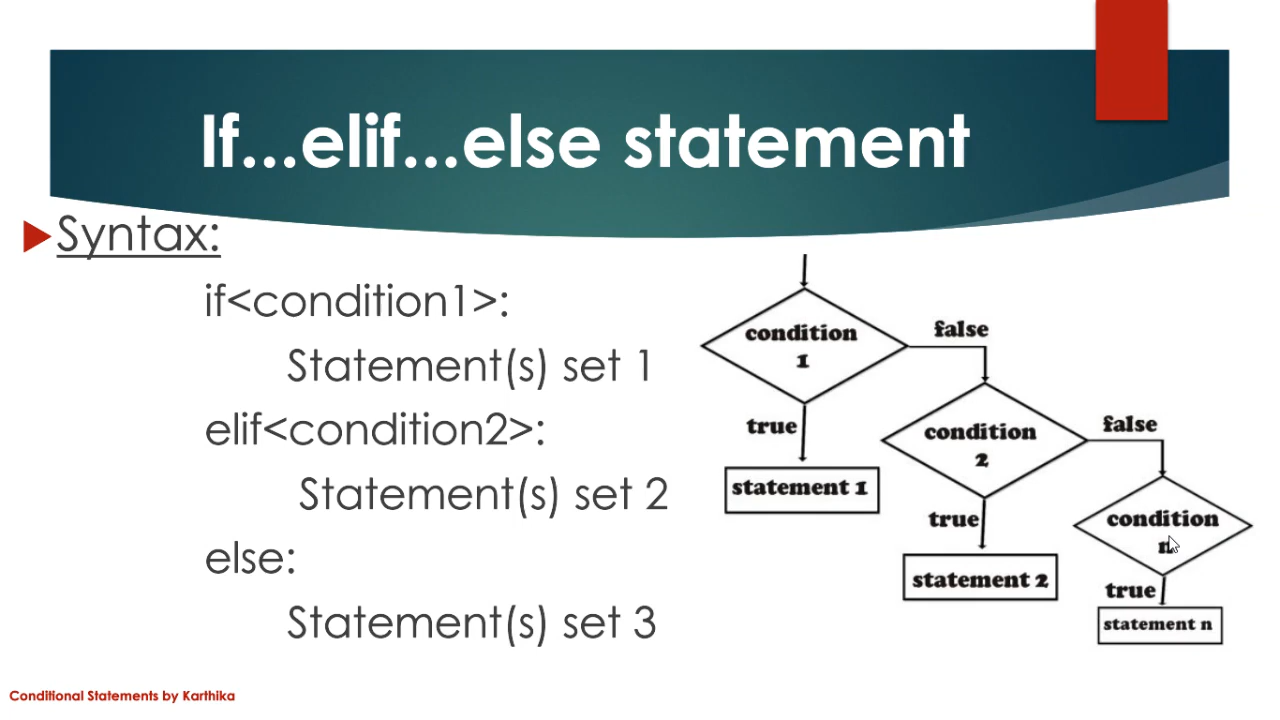 If...elif...else statement
Syntax:
if<condition1>:
Statement(s) set 1
elif<condition2>:
Statement(s) set 2
else:
Statement(s) set 3
condition
1
false
true
statement 1
condition
2
false
true
statement 2
condition
n
true
statement n
Conditional Statements by Karthika